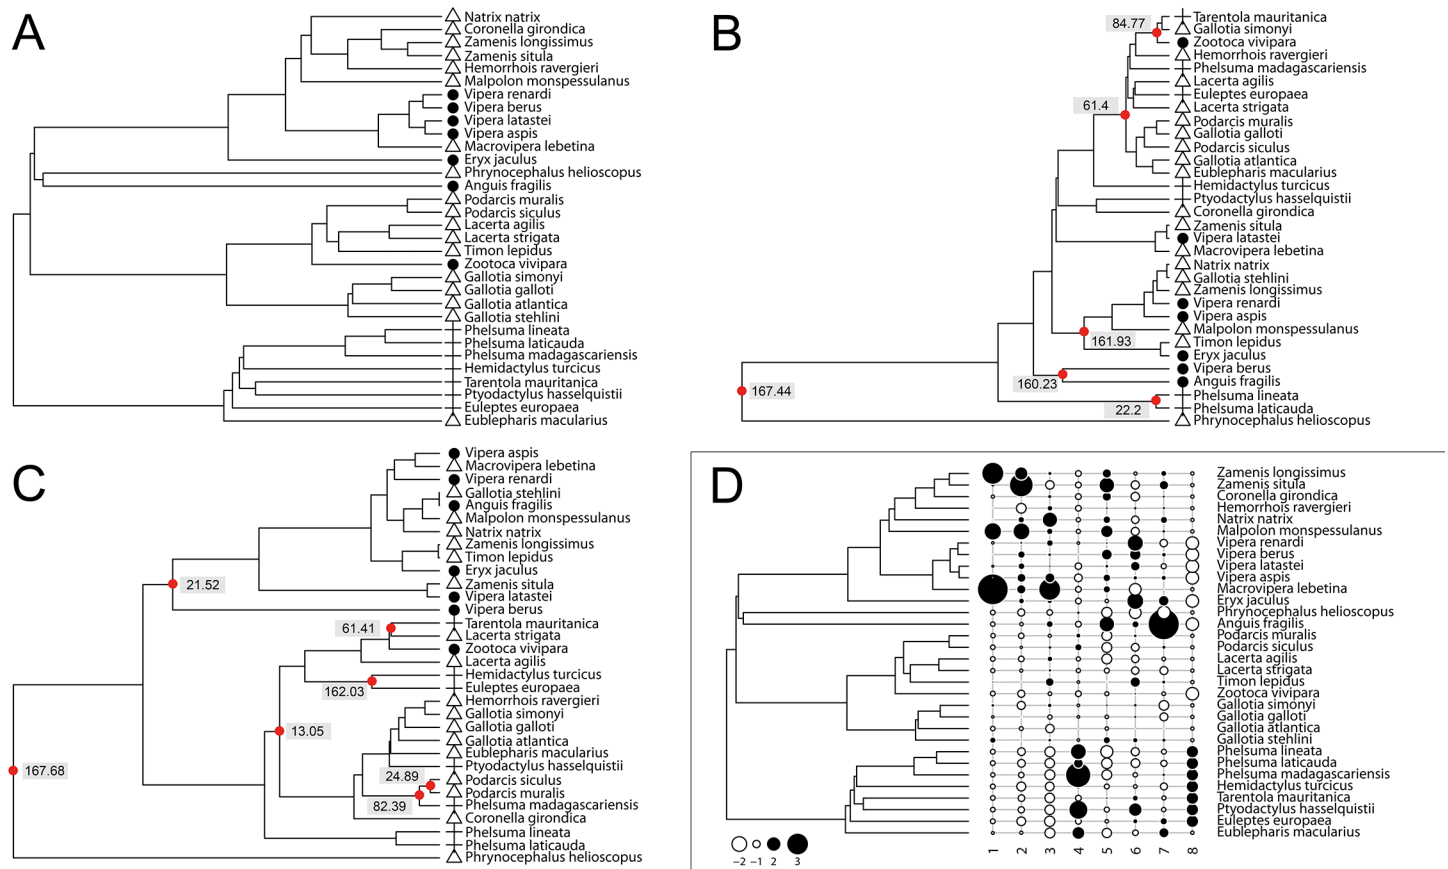 A
Natrix natrix
Coronella girondica
Zamenis longissimus
Zamenis situla
Hemorrhois ravergieri
Malpolon monspessulanus
Vipera renardi
Vipera berus
Vipera latastei
Vipera aspis
Macrovipera lebetina
Eryx jaculus
Phrynocephalus helioscopus
Anguis fragilis
Podarcis muralis
Podarcis siculus
Lacerta agilis
Lacerta strigata
Timon lepidus
Zootoca vivipara
Gallotia simonyi
Gallotia galloti
Gallotia atlantica
Gallotia stehlini
Phelsuma lineata
Phelsuma laticauda
Phelsuma madagascariensis
Hemidactylus turcicus
Tarentola mauritanica
Ptyodactylus hasselquistii
Euleptes europaea
Eublepharis macularius
B
84.77
61.4
161.93
160.23
167.44
22.2
Tarentola mauritanica
Gallotia simonyi
Zootoca vivipara
Hemorrhois ravergieri
Phelsuma madagascariensis
Lacerta agilis
Euleptes europaea
Lacerta strigata
Podarcis muralis
Gallotia galloti
Podarcis siculus
Gallotia atlantica
Eublepharis macularius
Hemidactylus turcicus
Ptyodactylus hasselquistii
Coronella girondica
Zamenis situla
Vipera latastei
Macrovipera lebetina
Natrix natrix
Gallotia stehlini
Zamenis longissimus
Vipera renardi
Vipera aspis
Malpolon monspessulanus
Timon lepidus
Eryx jaculus
Vipera berus
Anguis fragilis
Phelsuma lineata
Phelsuma laticauda
Phrynocephalus helioscopus
C
21.52
61.41
162.03
13.05
167.68
24.89
82.39
Vipera aspis
Macrovipera lebetina
Vipera renardi
Gallotia stehlini
Anguis fragilis
Malpolon monspessulanus
Natrix natrix
Zamenis longissimus
Timon lepidus
Eryx jaculus
Zamenis situla
Vipera latastei
Vipera berus
Tarentola mauritanica
Lacerta strigata
Zootoca vivipara
Lacerta agilis
Hemidactylus turcicus
Euleptes europaea
Hemorrhois ravergieri
Gallotia simonyi
Gallotia galloti
Gallotia atlantica
Eublepharis macularius
Ptyodactylus hasselquistii
Podarcis siculus
Podarcis muralis
Phelsuma madagascariensis
Coronella girondica
Phelsuma lineata
Phelsuma laticauda
Phrynocephalus helioscopus
D
Zamenis longissimus
Zamenis situla
Coronella girondica
Hemorrhois ravergieri
Natrix natrix
Malpolon monspessulanus
Vipera renardi
Vipera berus
Vipera latastei
Vipera aspis
Macrovipera lebetina
Eryx jaculus
Phrynocephalus helioscopus
Anguis fragilis
Podarcis muralis
Podarcis siculus
Lacerta agilis
Lacerta strigata
Timon lepidus
Zootoca vivipara
Gallotia simonyi
Gallotia galloti
Gallotia atlantica
Gallotia stehlini
Phelsuma lineata
Phelsuma laticauda
Phelsuma madagascariensis
Hemidactylus turcicus
Tarentola mauritanica
Ptyodactylus hasselquistii
Euleptes europaea
Eublepharis macularius
−2 −1 2 3
1 2 3 4 5 6 7 8